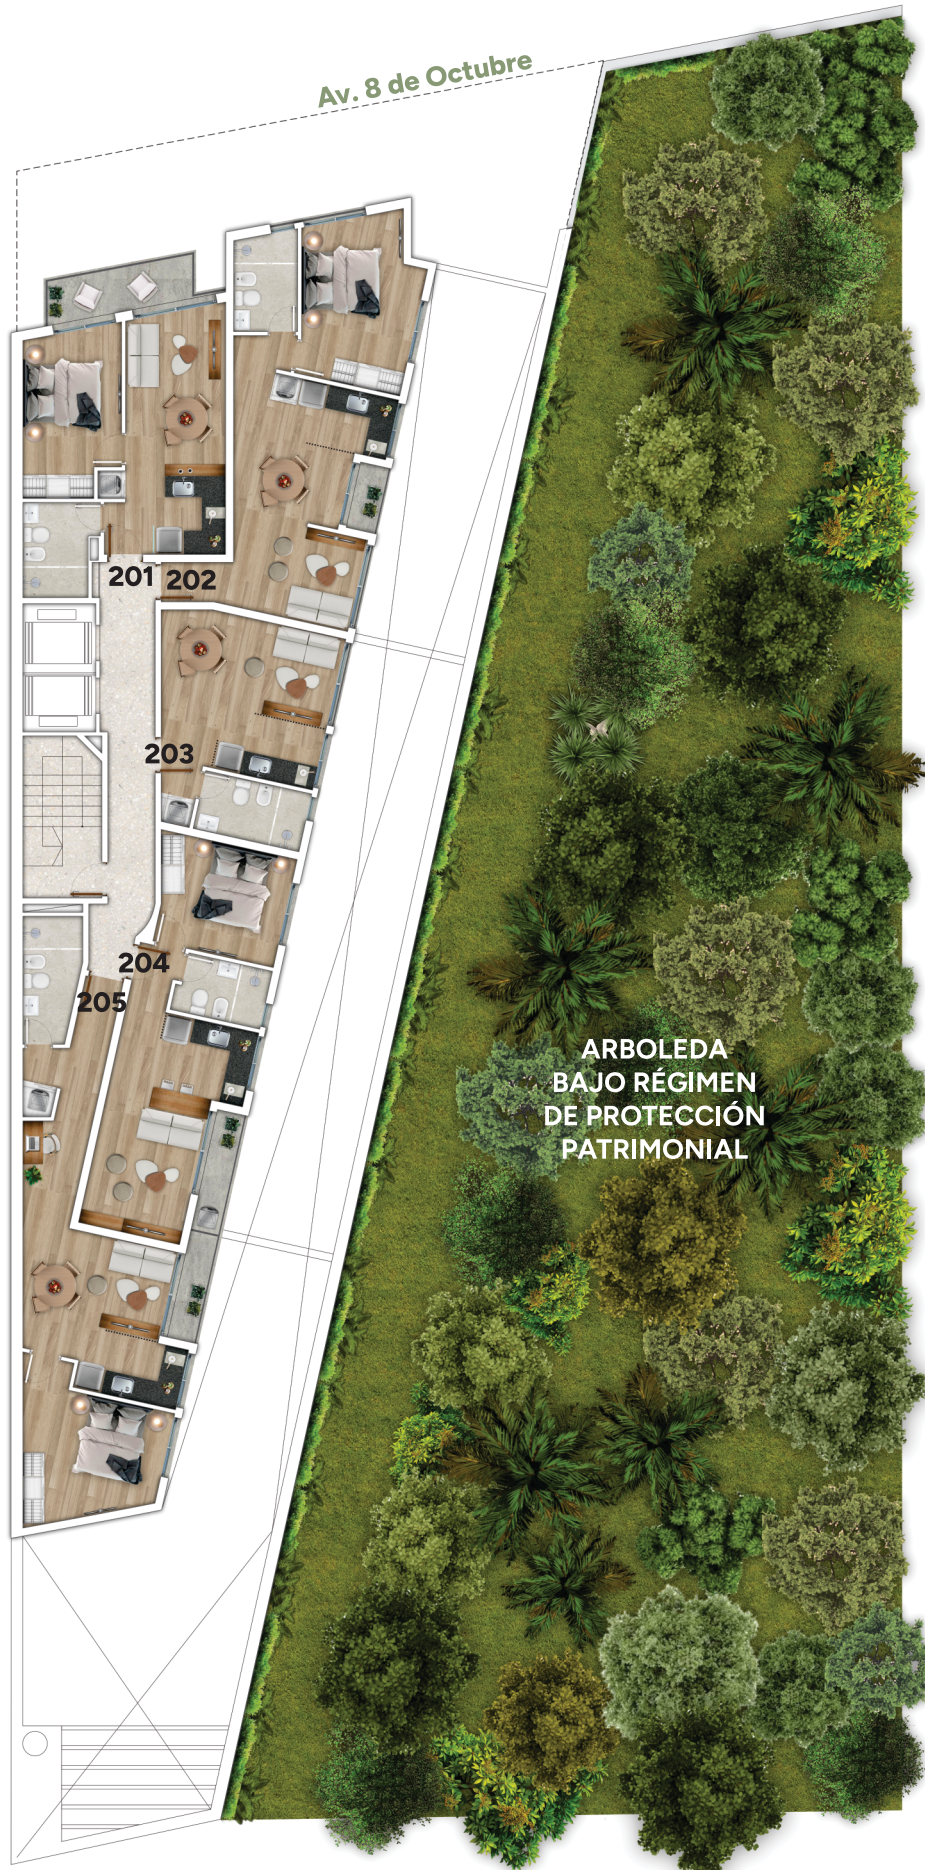 Av. 8 de Octubre
201
202
203
204
205
ARBOLEDA
BAJO RÉGIMEN
DE PROTECCIÓN
PATRIMONIAL